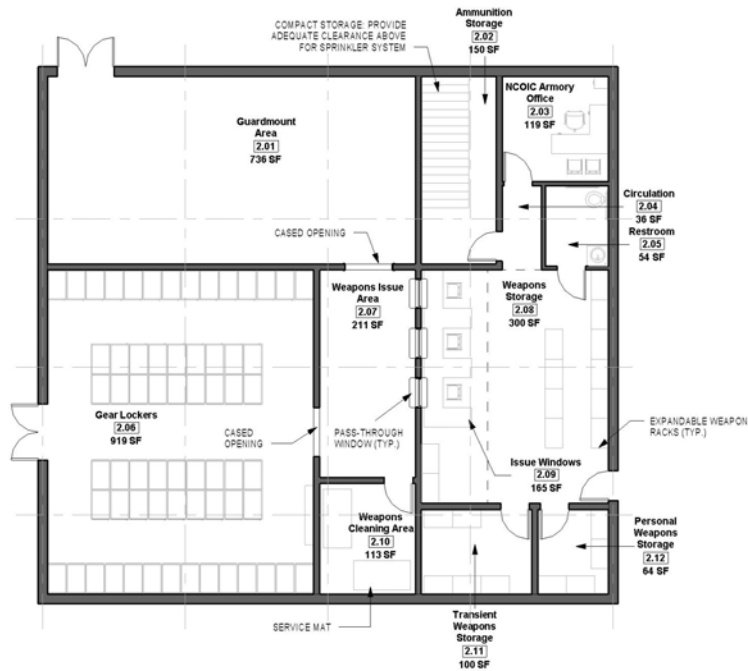 COMPACT STORAGE: PROVIDE
ADEQUATE CLEARANCE ABOVE
FOR SPRINKLER SYSTEM
Ammunition
Storage
2.02
150 SF
NCOIC Armory
Office
2.03
119 SF
Guardmount
Area
2.01
736 SF
Circulation
2.04
36 SF
Restroom
2.05
54 SF
CASED OPENING
Weapons Issue
Area
2.07
211 SF
Weapons
Storage
2.08
300 SF
Gear Lockers
2.06
919 SF
CASED
OPENING
PASS-THROUGH
WINDOW (TYP.)
EXPANDABLE WEAPON
RACKS (TYP.)
Issue Windows
2.09
165 SF
Weapons
Cleaning Area
2.10
113 SF
Personal
Weapons
Storage
2.12
64 SF
SERVICE MAT
Transient
Weapons
Storage
2.11
100 SF